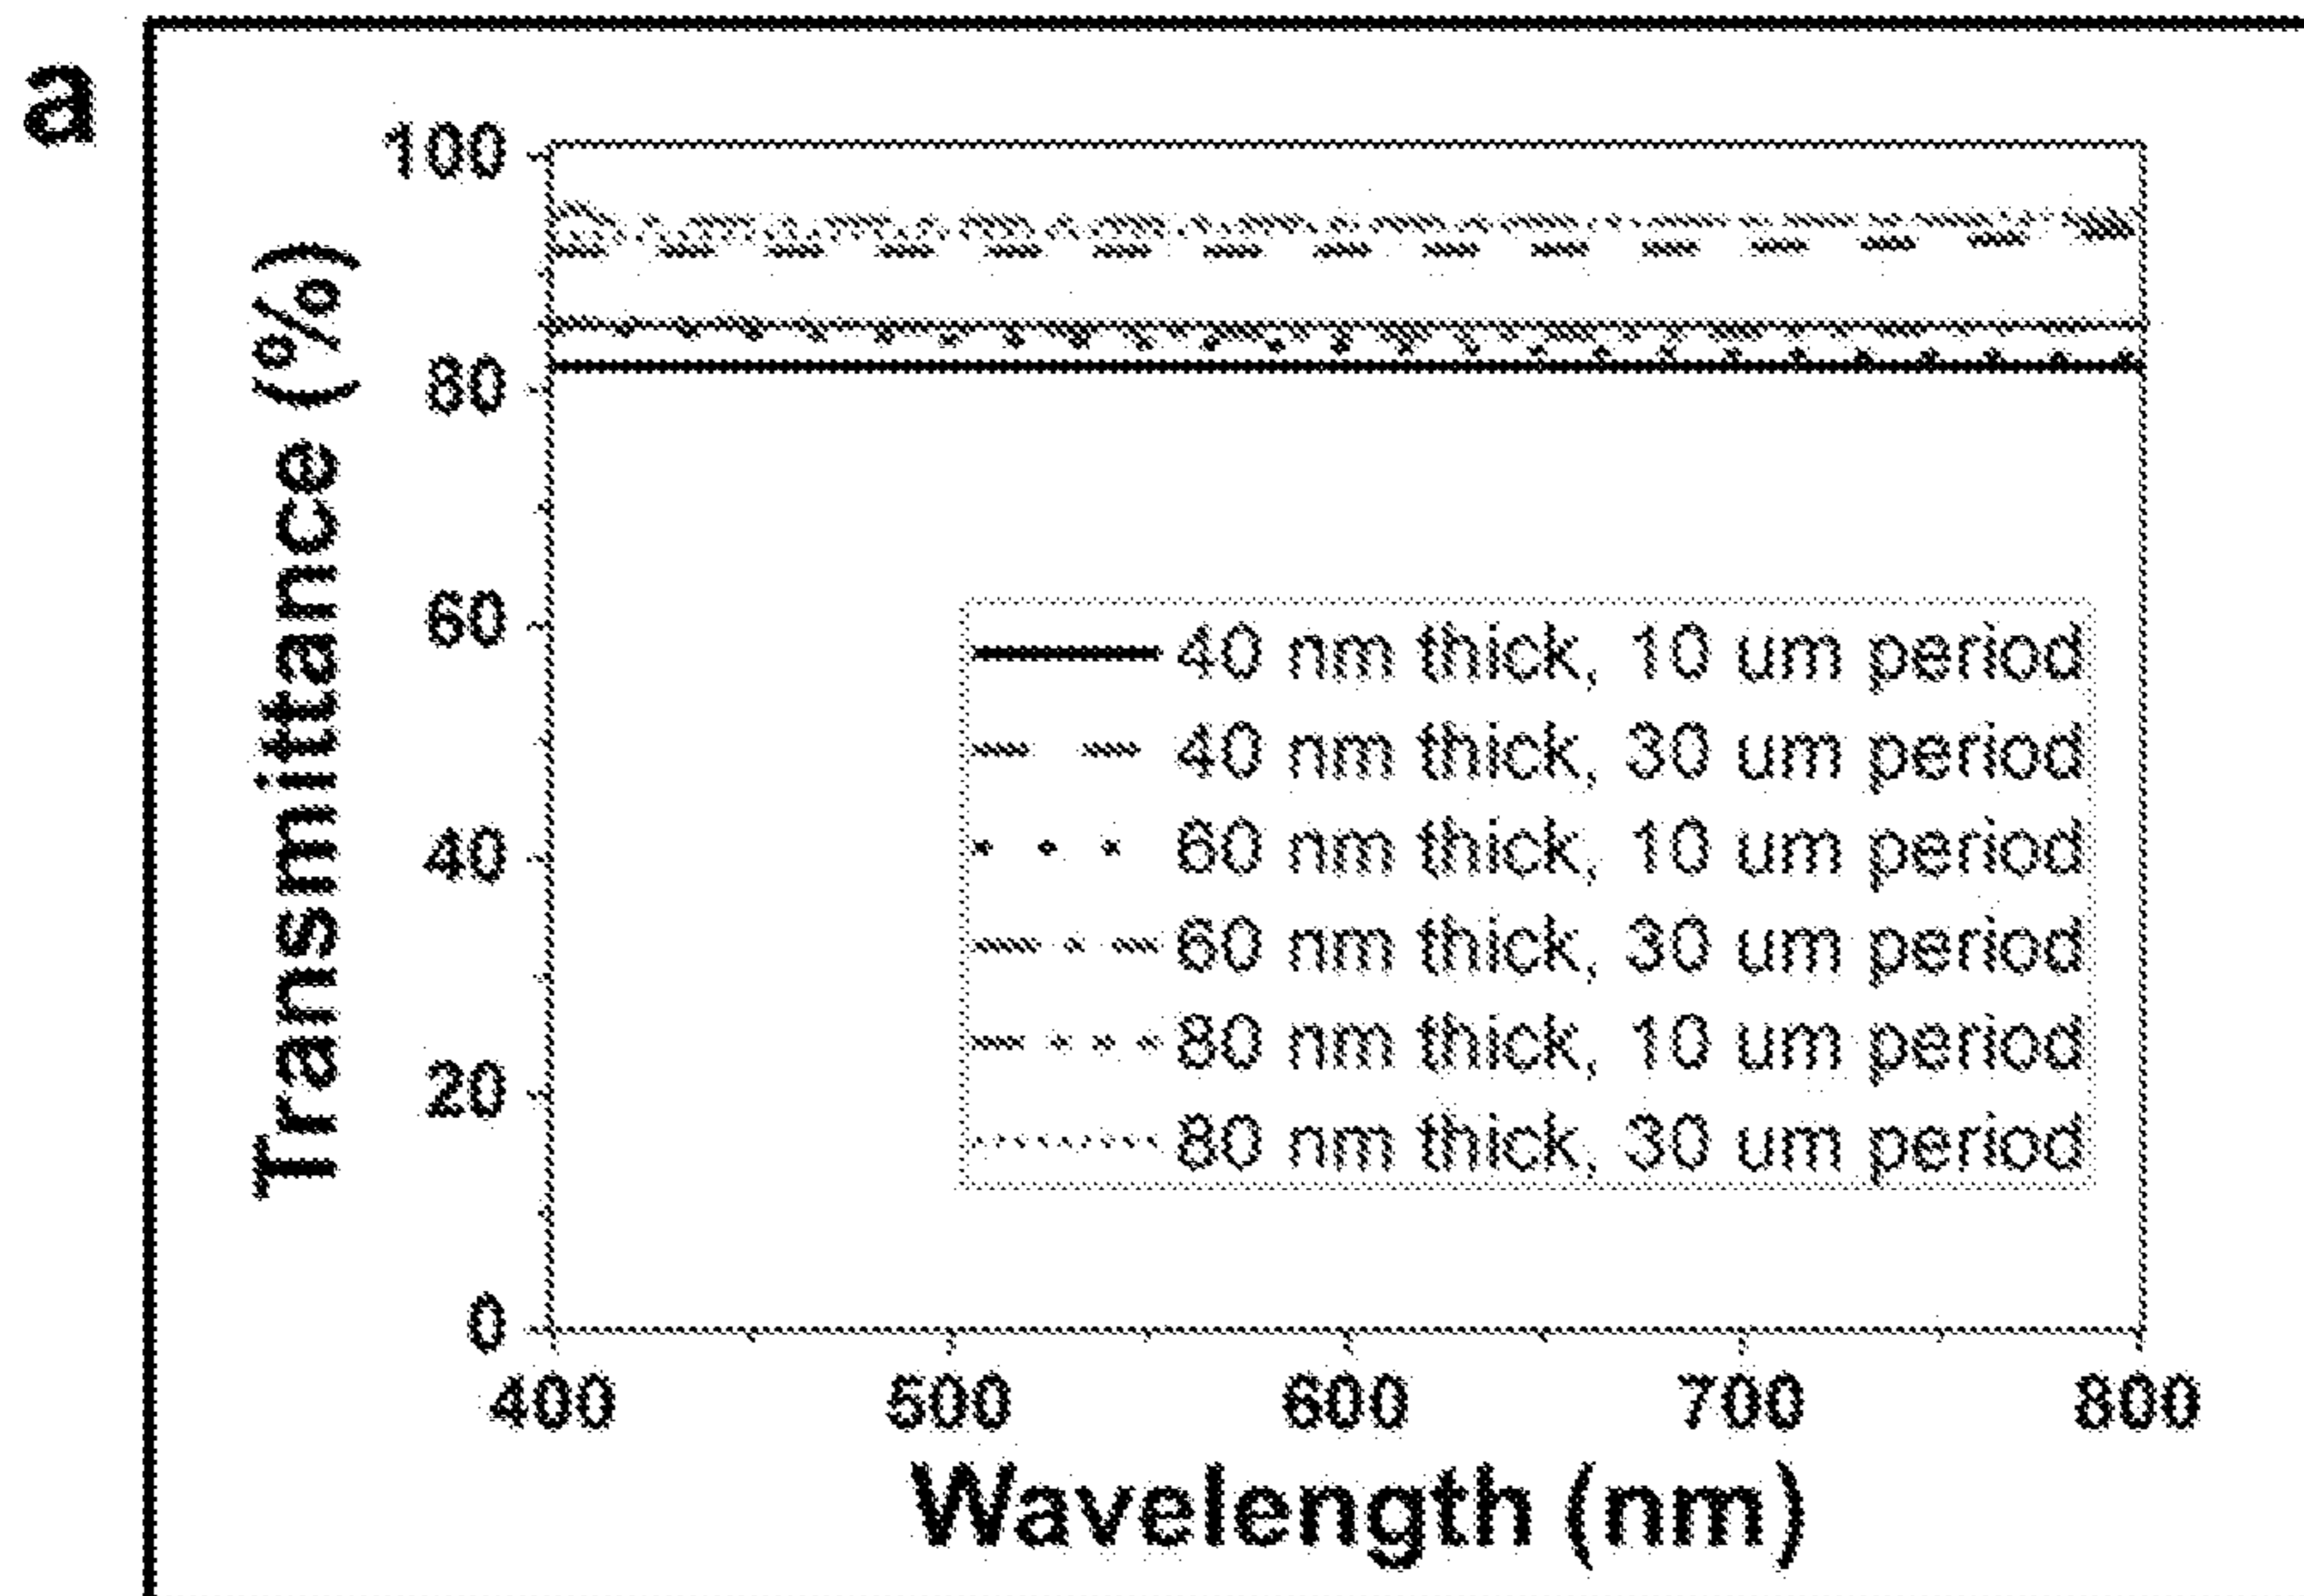 a
100
80
60
40
20
0
Transmittance (%)
40 nm thick, 10 um period
40 nm thick, 30 um period
60 nm thick, 10 um period
60 nm thick, 30 um period
80 nm thick, 10 um period
80 nm thick, 30 um period
400 500 600 700 800
Wavelength (nm)